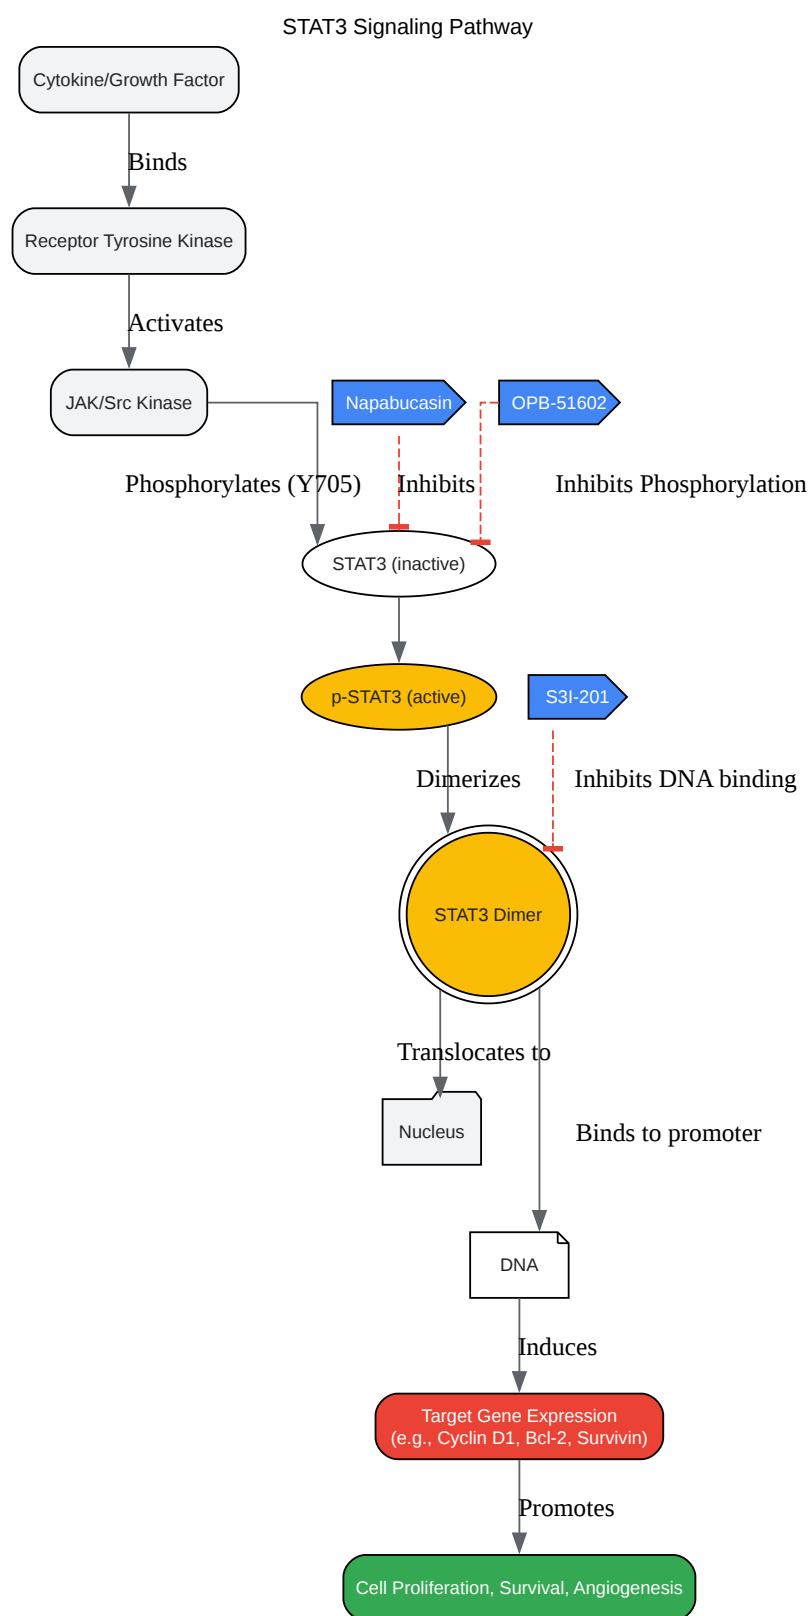 STAT3 Signaling Pathway
Cytokine/Growth Factor
Binds
Receptor Tyrosine Kinase
Activates
JAK/Src Kinase
Napabucasin
OPB-51602
Phosphorylates (Y705)
Inhibits
Inhibits Phosphorylation
STAT3 (inactive)
p-STAT3 (active)
S3I-201
Dimerizes
Inhibits DNA binding
STAT3 Dimer
Translocates to
Nucleus
Binds to promoter
DNA
Induces
Target Gene Expression
(e.g., Cyclin D1, Bcl-2, Survivin)
Promotes
Cell Proliferation, Survival, Angiogenesis